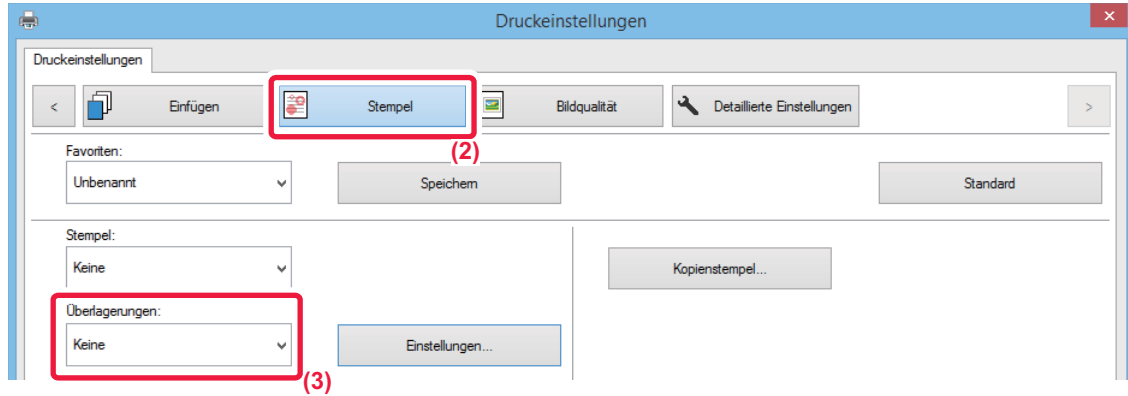 Druckeinstellungen
Druckeinstellungen
< Einfügen Stempel Bildqualität Detaillierte Einstellungen >
(2)
Favoriten:
Unbenannt Speichern Standard
Stempel:
Keine Kopienstempel...
Überlagerungen:
Keine Einstellungen...
(3)